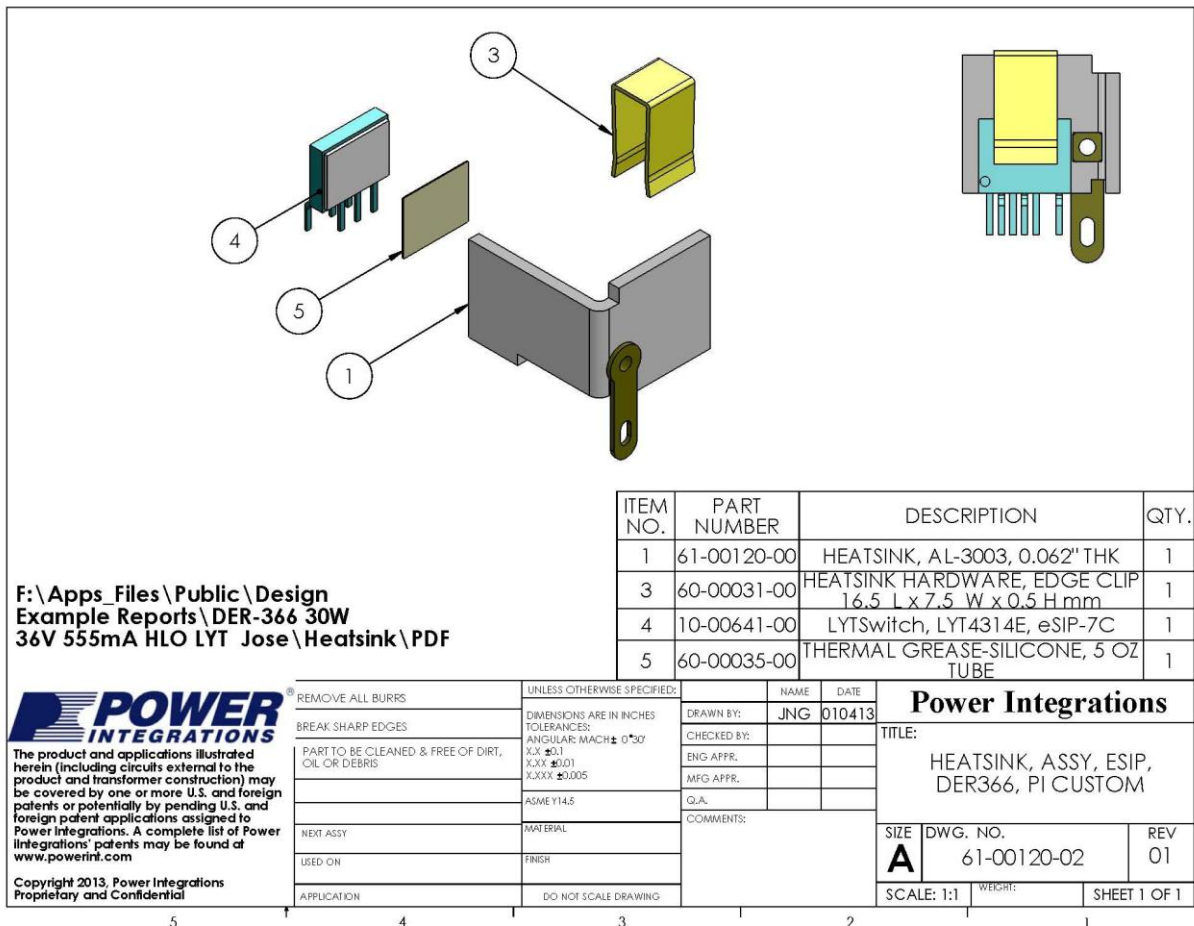 3
4
5
1
ITEM NO. PART NUMBER DESCRIPTION QTY.
1 61-00120-00 HEATSINK, AL-3003, 0.062" THK 1
3 60-00031-00 HEATSINK HARDWARE, EDGE CLIP 16.5 L x 7.5 W x 0.5 H mm 1
4 10-00641-00 LYTSwitch, LYT4314E, eSIP-7C 1
5 60-00035-00 THERMAL GREASE-SILICONE, 5 OZ TUBE 1
F:\Apps_Files\Public\Design
Example Reports\DER-366 30W
36V 555mA HLO LYT Jose\Heatsink\PDF
POWER
INTEGRATIONS
®
The product and applications illustrated
herein (including circuits external to the
product and transformer construction) may
be covered by one or more U.S. and foreign
patents or potentially by pending U.S. and
foreign patent applications assigned to
Power Integrations. A complete list of Power
iIntegrations' patents may be found at
www.powerint.com
Copyright 2013, Power Integrations
Proprietary and Confidential
REMOVE ALL BURRS
BREAK SHARP EDGES
PART TO BE CLEANED & FREE OF DIRT,
OIL OR DEBRIS
NEXT ASSY
USED ON
APPLICATION
UNLESS OTHERWISE SPECIFIED:
DIMENSIONS ARE IN INCHES
TOLERANCES:
ANGULAR: MACH± 0°30'
X.X ±0.1
X.XX ±0.01
X.XXX ±0.005
ASME Y14.5
MATERIAL
FINISH
DO NOT SCALE DRAWING
NAME DATE
DRAWN BY: JNG 010413
CHECKED BY:
ENG APPR.
MFG APPR.
Q.A.
COMMENTS:
Power Integrations
TITLE:
HEATSINK, ASSY, ESIP,
DER366, PI CUSTOM
SIZE DWG. NO. REV
A 61-00120-02 01
SCALE: 1:1 WEIGHT: SHEET 1 OF 1
5 4 3 2 1